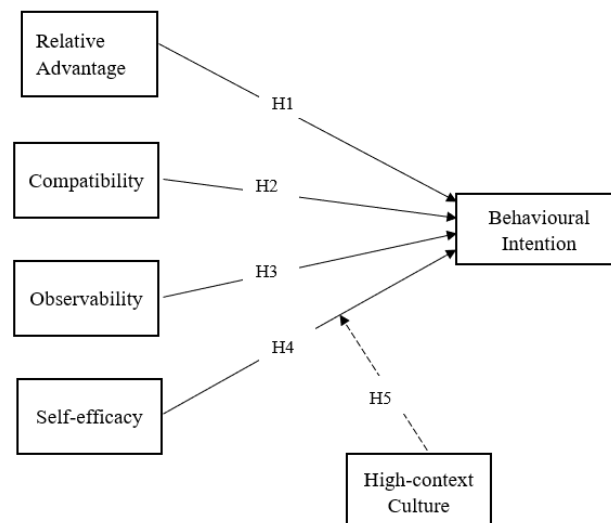 Relative
Advantage
H1
Compatibility
H2
Behavioural
Intention
Observability
H3
H4
Self-efficacy
H5
High-context
Culture